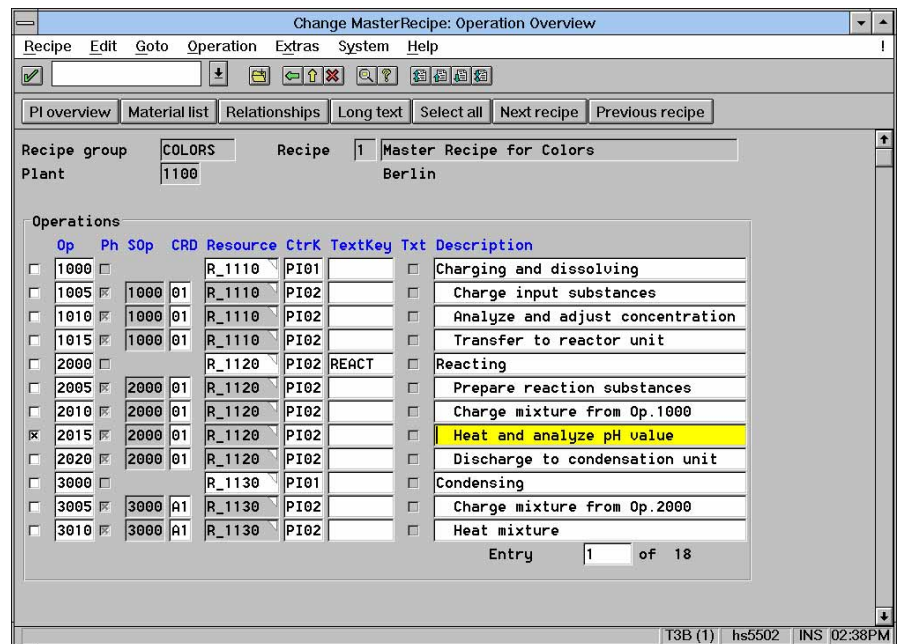 Change MasterRecipe: Operation Overview
Recipe Edit Goto Operation Extras System Help !
PI overview Material list Relationships Long text Select all Next recipe Previous recipe
Recipe group COLORS Recipe 1 Master Recipe for Colors
Plant 1100 Berlin
Operations
Op Ph SOp CRD Resource CtrK TextKey Txt Description
1000 R_1110 PI01 Charging and dissolving
1005 1000 01 R_1110 PI02 Charge input substances
1010 1000 01 R_1110 PI02 Analyze and adjust concentration
1015 1000 01 R_1110 PI02 Transfer to reactor unit
2000 R_1120 PI02 REACT Reacting
2005 2000 01 R_1120 PI02 Prepare reaction substances
2010 2000 01 R_1120 PI02 Charge mixture from Op.1000
2015 2000 01 R_1120 PI02 Heat and analyze pH value
2020 2000 01 R_1120 PI02 Discharge to condensation unit
3000 R_1130 PI01 Condensing
3005 3000 A1 R_1130 PI02 Charge mixture from Op.2000
3010 3000 A1 R_1130 PI02 Heat mixture
Entry 1 of 18
T3B (1) hs5502 INS 02:38PM